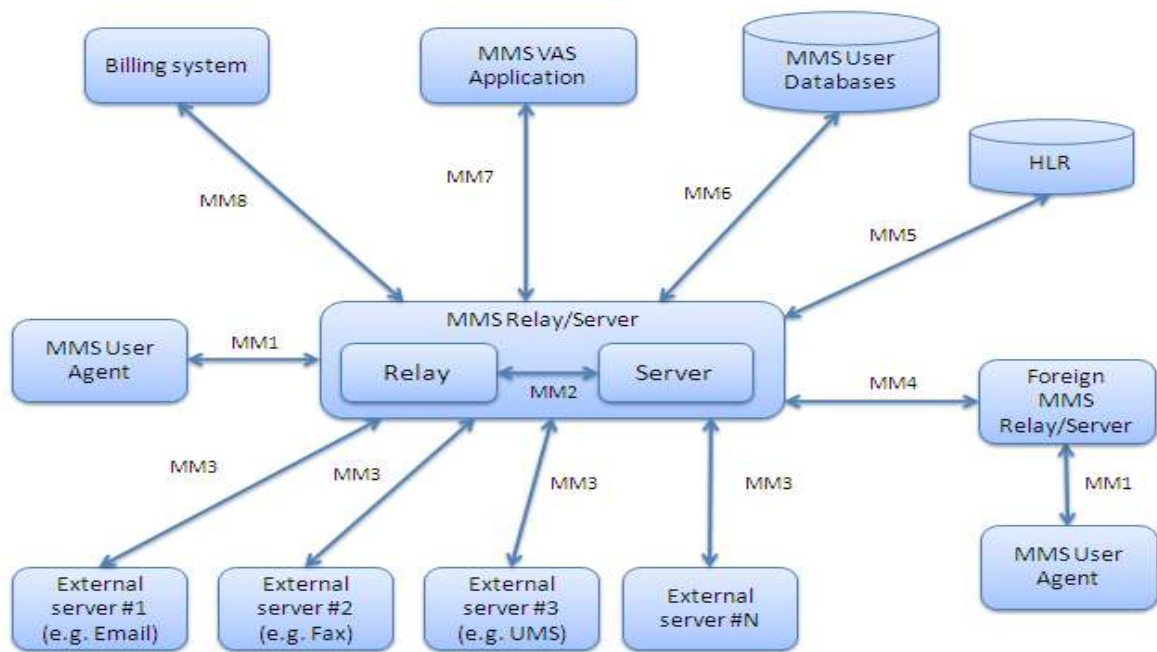 Billing system
MMS VAS
Application
MMS User
Databases
HLR
MM8
MM7
MM6
MM5
MMS Relay/Server
MMS User
Agent
MM1
Relay
MM2
Server
MM4
Foreign
MMS
Relay/Server
MM3
MM3
MM3
MM3
MM1
External
server #1
(e.g. Email)
External
server #2
(e.g. Fax)
External
server #3
(e.g. UMS)
External
server #N
MMS User
Agent